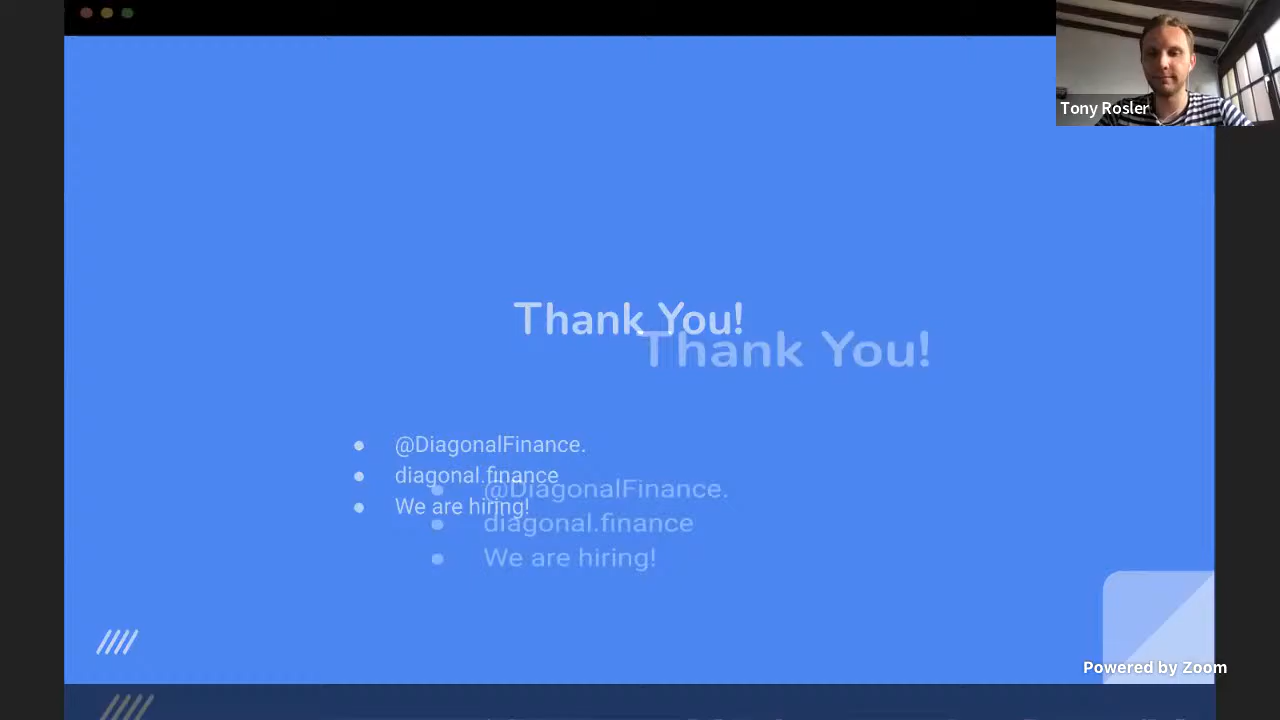 Tony Rosler
Thank You!
Thank You!
@DiagonalFinance.
diagonal.finance
We are hiring!
@DiagonalFinance.
diagonal.finance
We are hiring!
Powered by Zoom